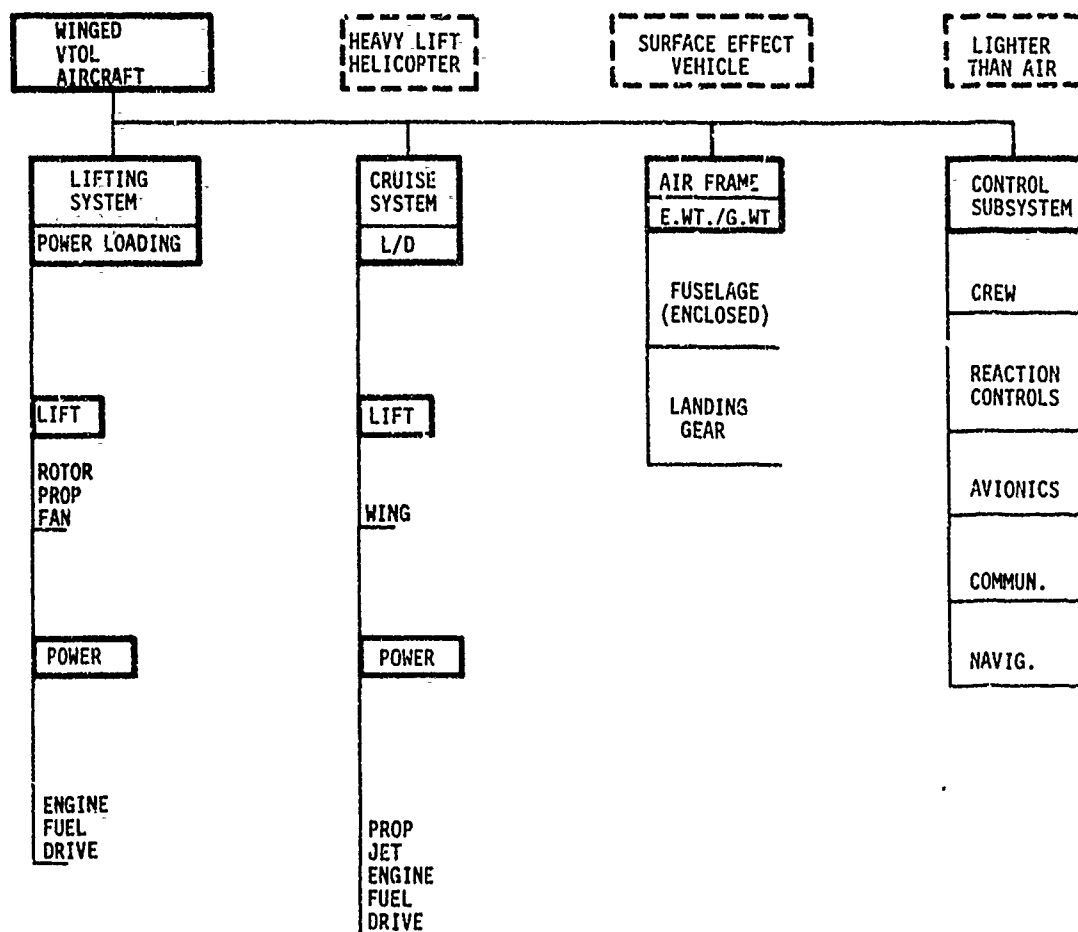 WINGED
VTOL
AIRCRAFT
HEAVY LIFT
HELICOPTER
SURFACE EFFECT
VEHICLE
LIGHTER
THAN AIR
LIFTING
SYSTEM
POWER LOADING
CRUISE
SYSTEM
L/D
AIR FRAME
E.WT./G.WT
CONTROL
SUBSYSTEM
FUSELAGE
(ENCLOSED)
LANDING
GEAR
CREW
REACTION
CONTROLS
AVIONICS
COMMUN.
NAVIG.
LIFT
ROTOR
PROP
FAN
LIFT
WING
POWER
ENGINE
FUEL
DRIVE
POWER
PROP
JET
ENGINE
FUEL
DRIVE